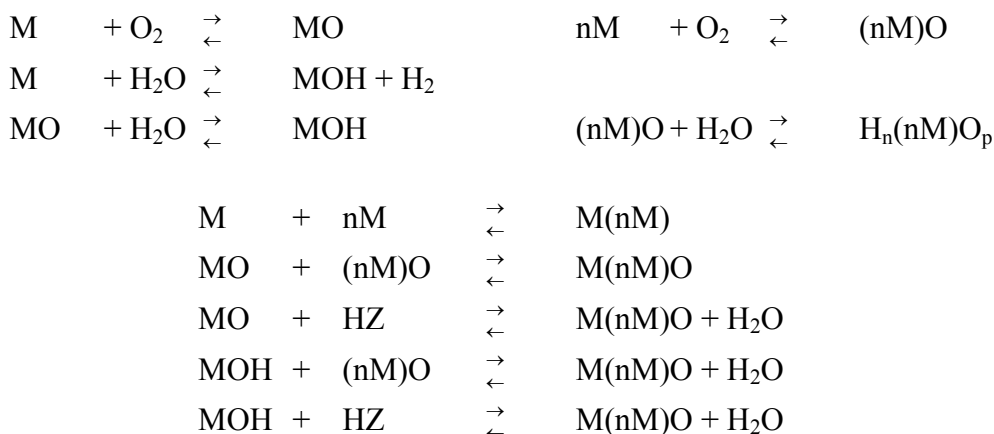 M + O₂ ⇄ MO nM + O₂ ⇄ (nM)O
M + H₂O ⇄ MOH + H₂
MO + H₂O ⇄ MOH (nM)O + H₂O ⇄ Hₙ(nM)Oₚ
M + nM ⇄ M(nM)
MO + (nM)O ⇄ M(nM)O
MO + HZ ⇄ M(nM)O + H₂O
MOH + (nM)O ⇄ M(nM)O + H₂O
MOH + HZ ⇄ M(nM)O + H₂O